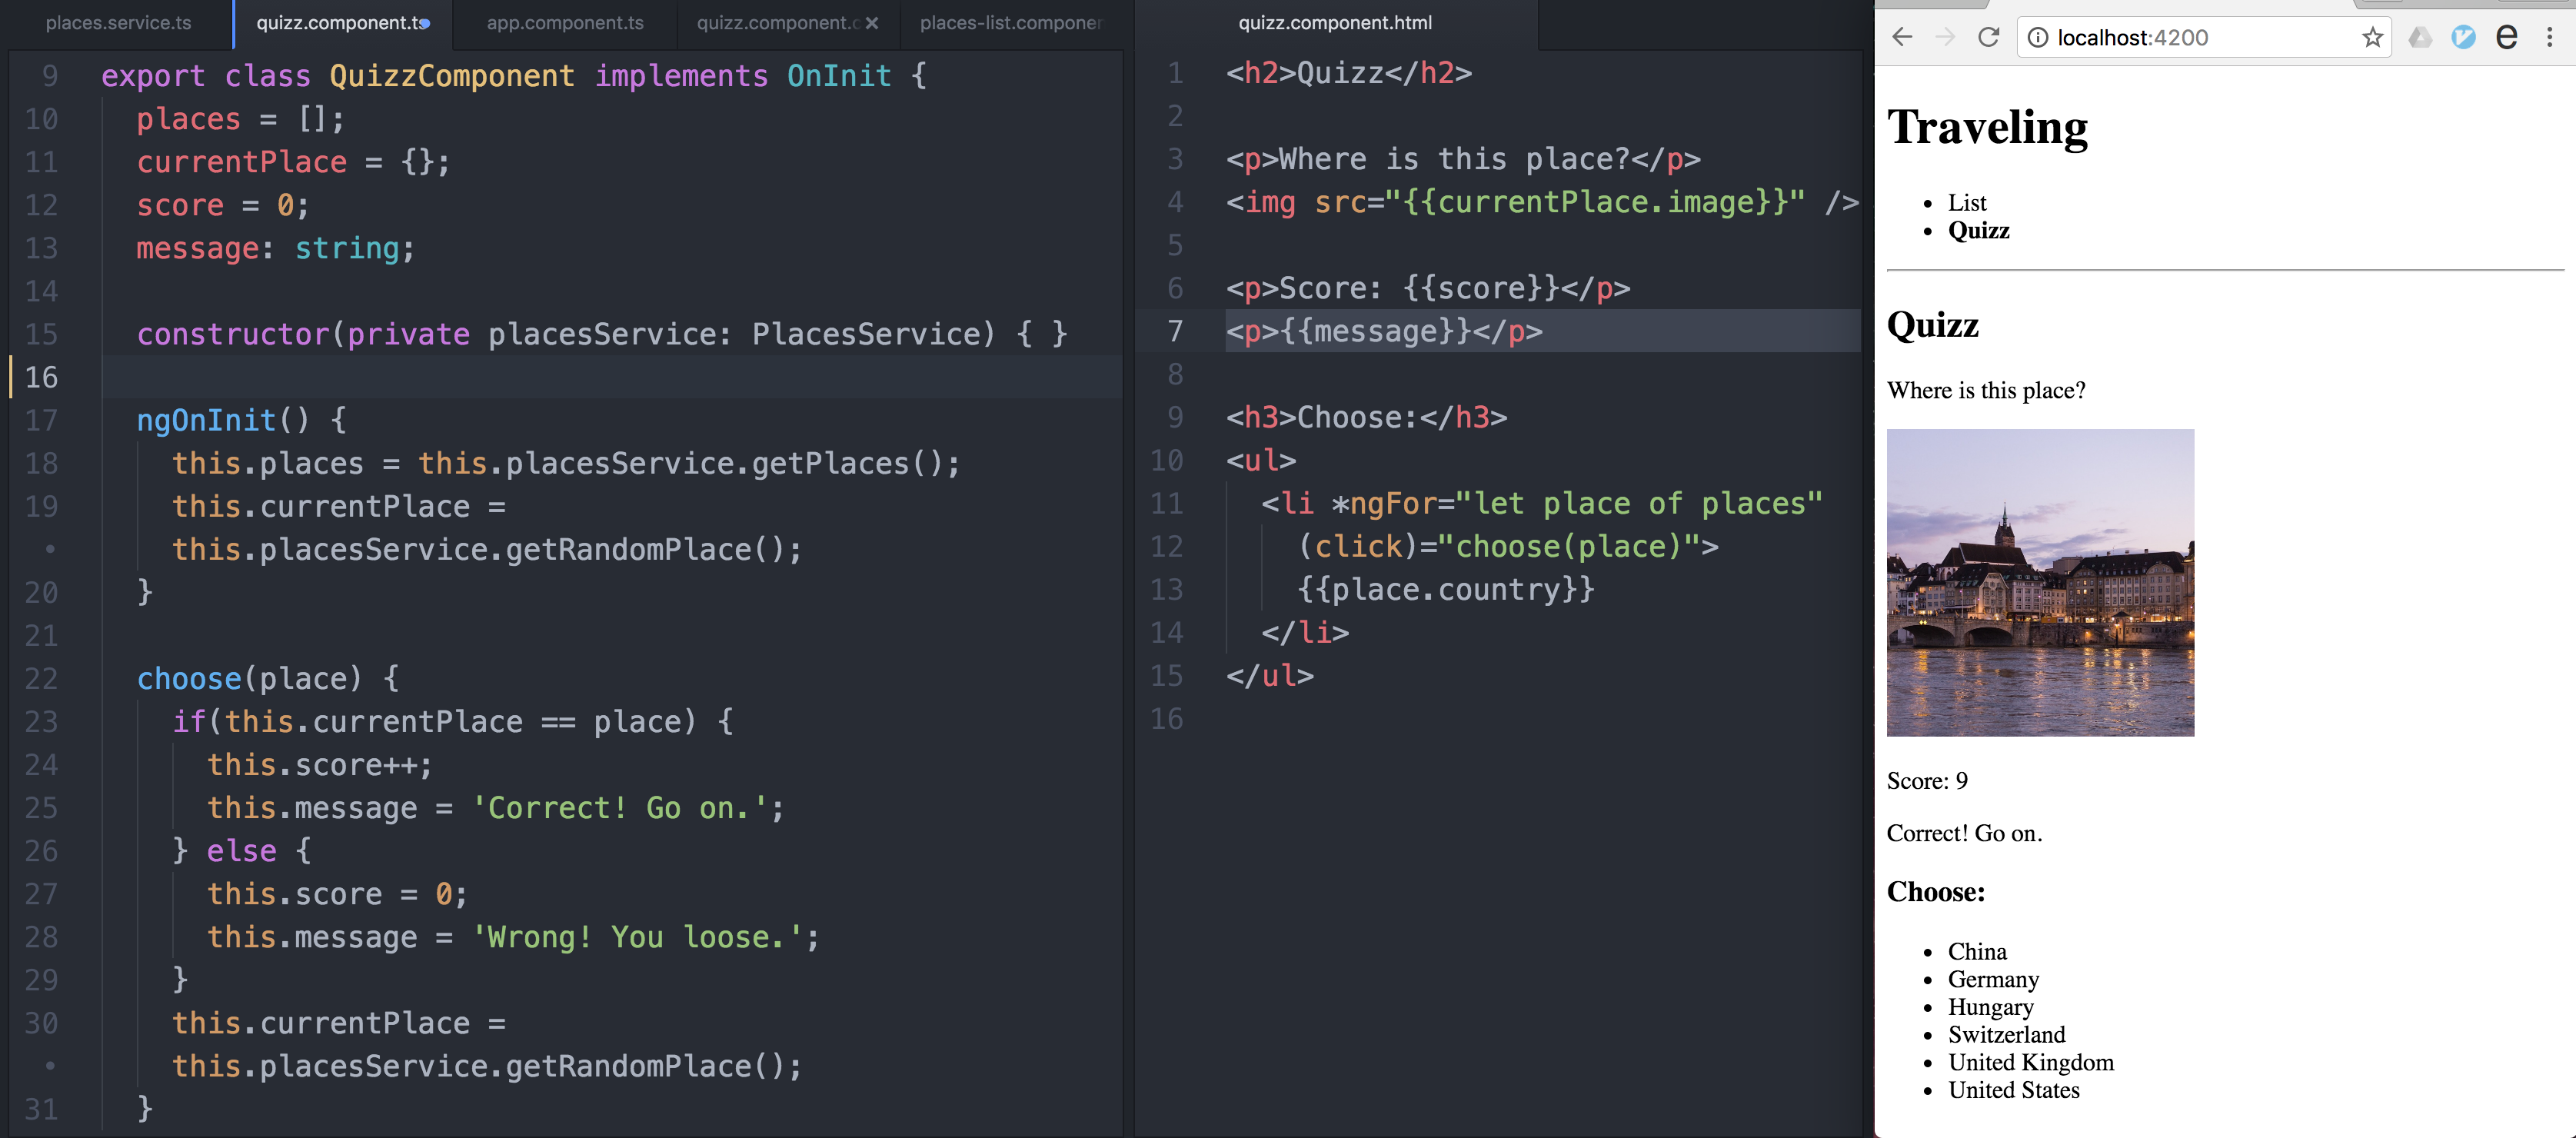 places.service.ts
quizz.component.ts
app.component.ts
quizz.component.c
places-list.componen
9 export class QuizzComponent implements OnInit {
10 places = [];
11 currentPlace = {};
12 score = 0;
13 message: string;
14
15 constructor(private placesService: PlacesService) { }
16
17 ngOnInit() {
18 this.places = this.placesService.getPlaces();
19 this.currentPlace =
• this.placesService.getRandomPlace();
20 }
21
22 choose(place) {
23 if(this.currentPlace == place) {
24 this.score++;
25 this.message = 'Correct! Go on.';
26 } else {
27 this.score = 0;
28 this.message = 'Wrong! You loose.';
29 }
30 this.currentPlace =
• this.placesService.getRandomPlace();
31 }
quizz.component.html
1 <h2>Quizz</h2>
2
3 <p>Where is this place?</p>
4 <img src="{{currentPlace.image}}" />
5
6 <p>Score: {{score}}</p>
7 <p>{{message}}</p>
8
9 <h3>Choose:</h3>
10 <ul>
11 <li *ngFor="let place of places"
12 (click)="choose(place)">
13 {{place.country}}
14 </li>
15 </ul>
16
localhost:4200
Traveling
• List
• Quizz
Quizz
Where is this place?
Score: 9
Correct! Go on.
Choose:
• China
• Germany
• Hungary
• Switzerland
• United Kingdom
• United States